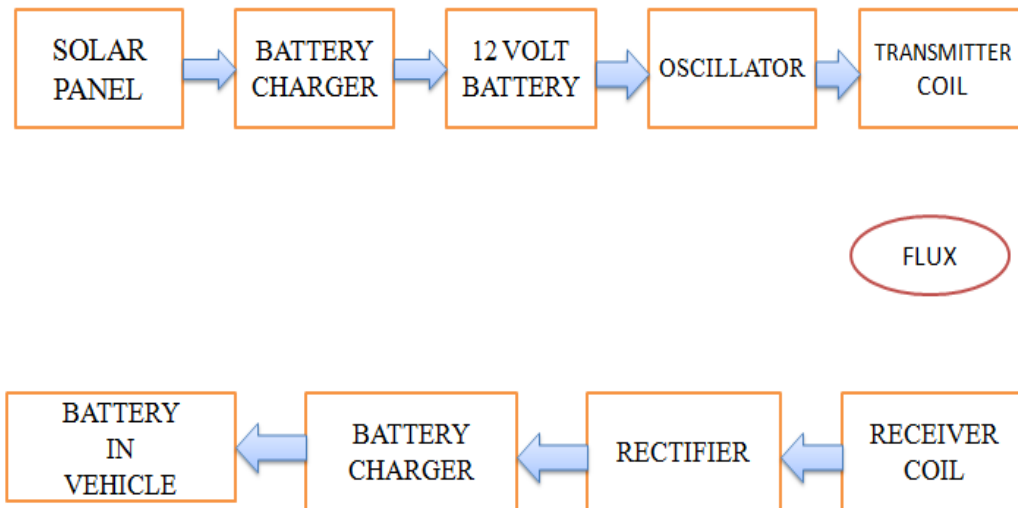 SOLAR
PANEL
BATTERY
CHARGER
12 VOLT
BATTERY
OSCILLATOR
TRANSMITTER
COIL
FLUX
BATTERY
IN
VEHICLE
BATTERY
CHARGER
RECTIFIER
RECEIVER
COIL